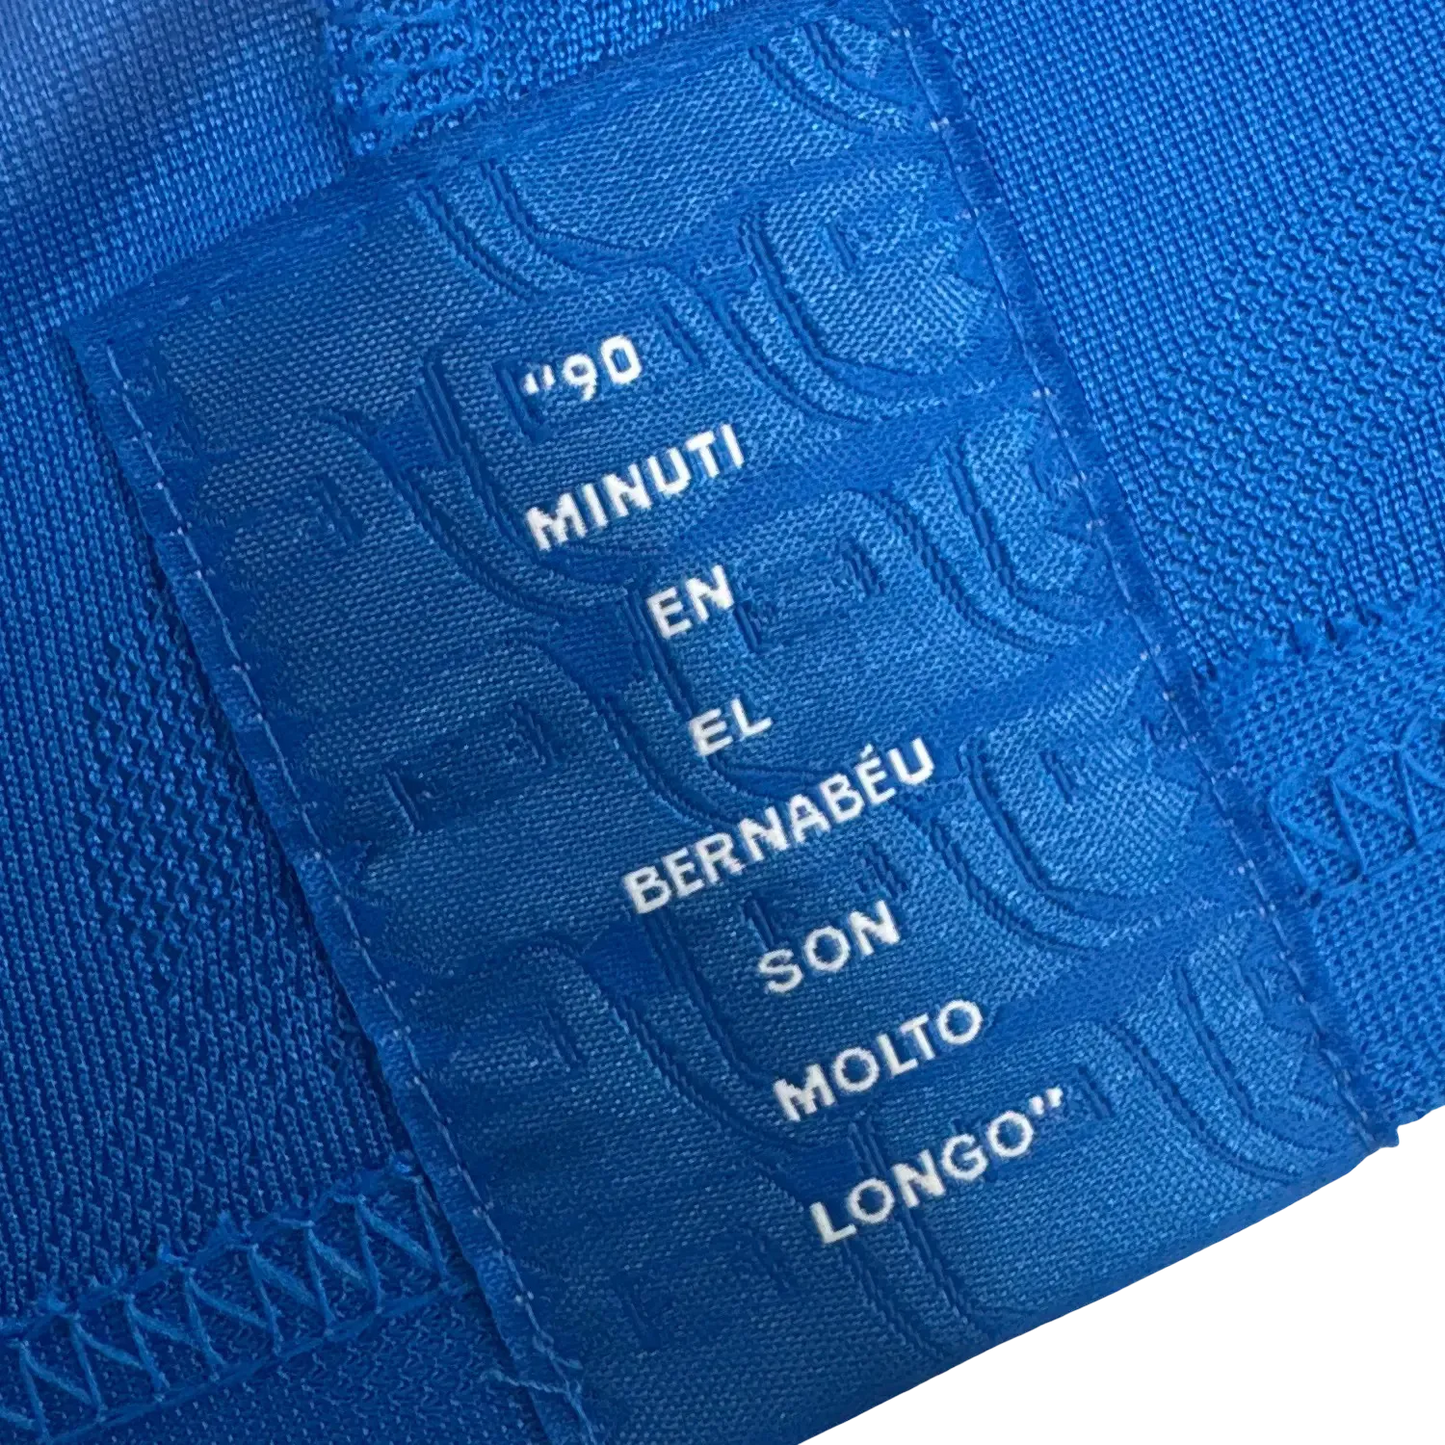 "90
MINUTI
EN
EL
BERNABÉU
SON
MOLTO
LONGO"